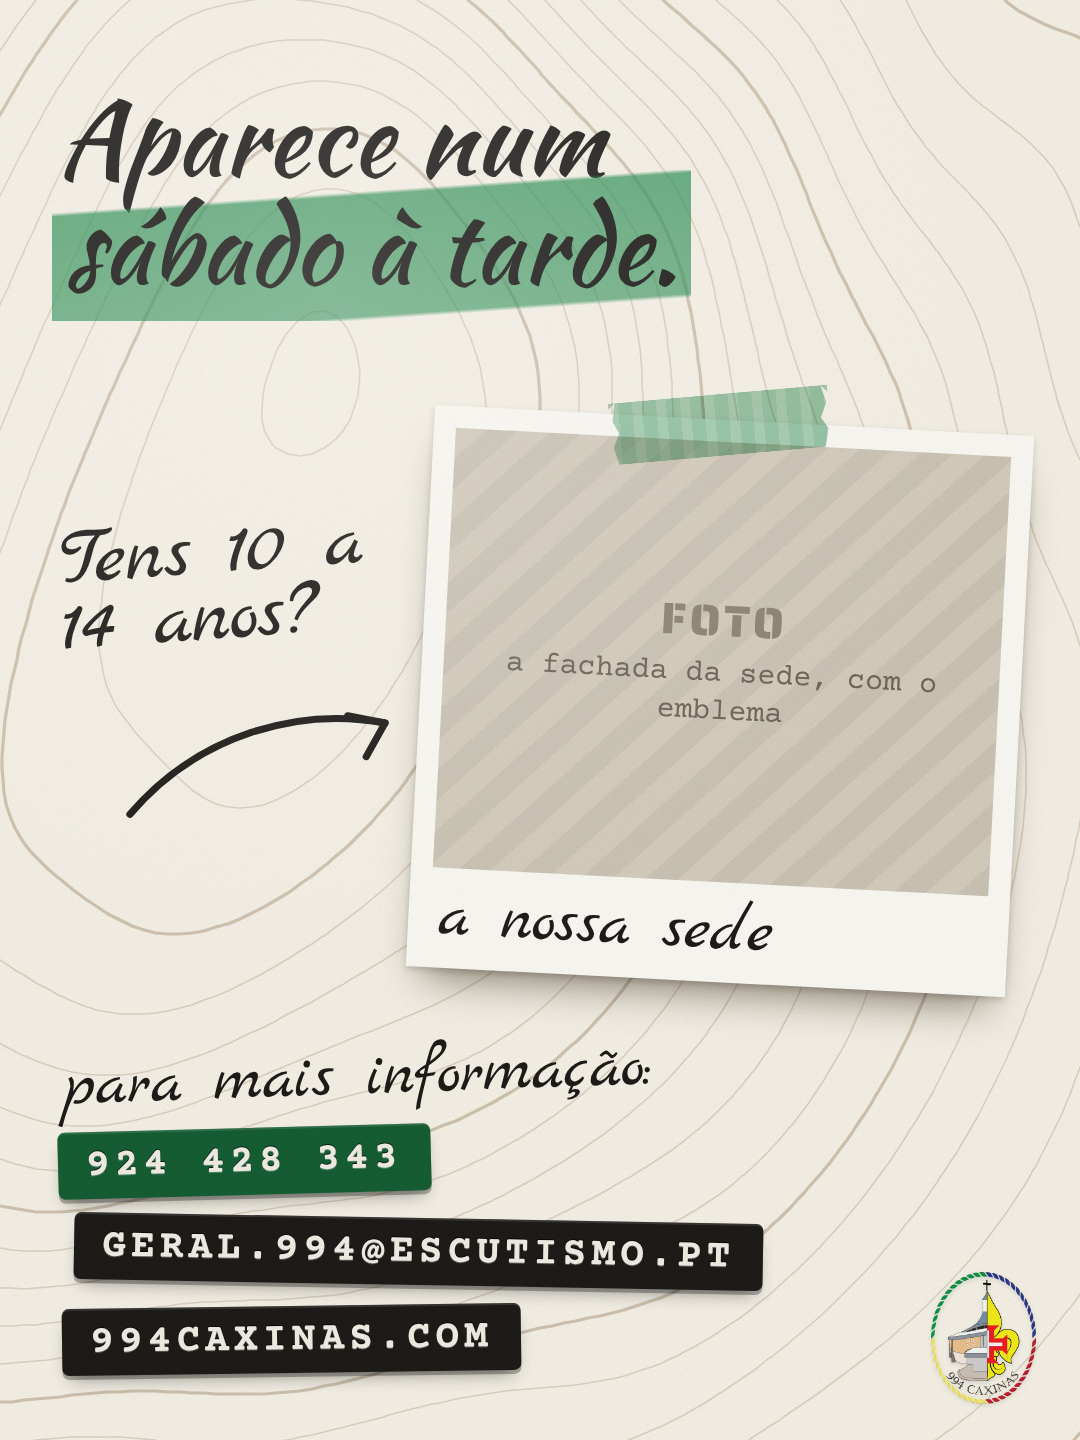 Aparece num
sábado à tarde.
Tens 10 a
14 anos?
FOTO
a fachada da sede, com o
emblema
a nossa sede
para mais informação:
924 428 343
GERAL.994@ESCUTISMO.PT
994CAXINAS.COM
994 CAXINAS